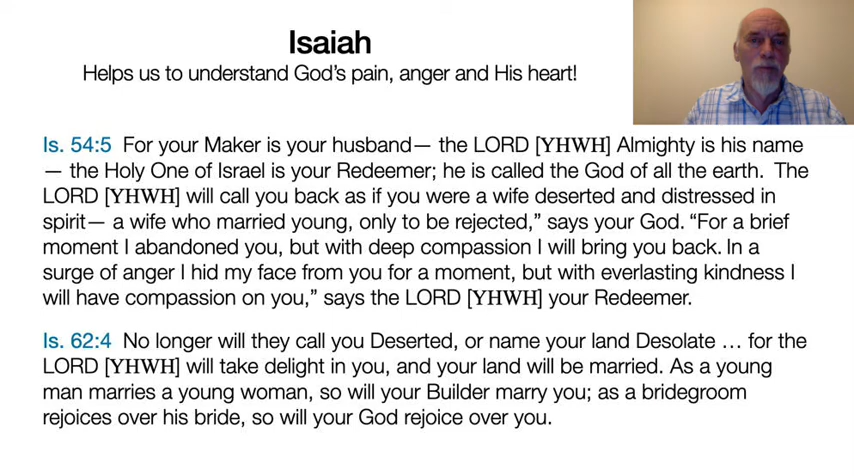 Isaiah
Helps us to understand God's pain, anger and His heart!
Is. 54:5 For your Maker is your husband— the LORD [YHWH] Almighty is his name
— the Holy One of Israel is your Redeemer; he is called the God of all the earth. The
LORD [YHWH] will call you back as if you were a wife deserted and distressed in
spirit— a wife who married young, only to be rejected,” says your God. “For a brief
moment I abandoned you, but with deep compassion I will bring you back. In a
surge of anger I hid my face from you for a moment, but with everlasting kindness I
will have compassion on you,” says the LORD [YHWH] your Redeemer.
Is. 62:4 No longer will they call you Deserted, or name your land Desolate … for the
LORD [YHWH] will take delight in you, and your land will be married. As a young
man marries a young woman, so will your Builder marry you; as a bridegroom
rejoices over his bride, so will your God rejoice over you.